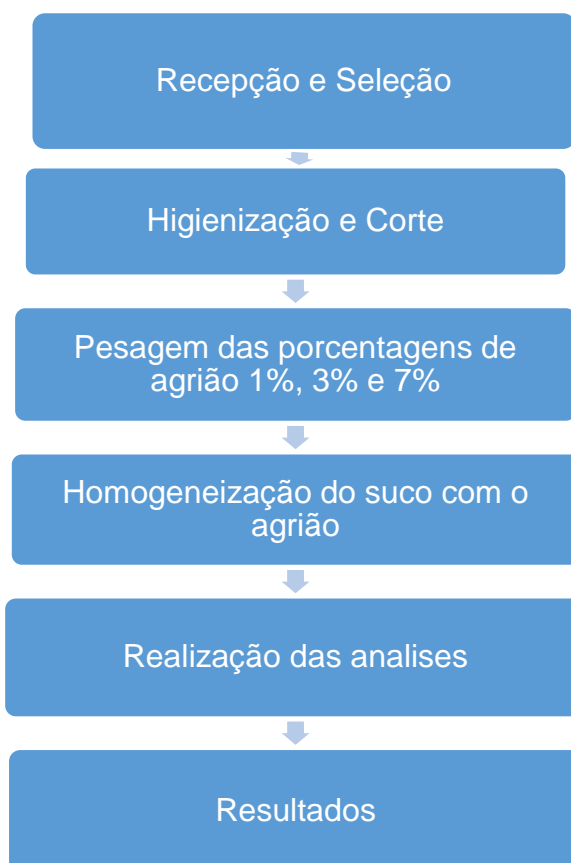 Recepção e Seleção
Higienização e Corte
Pesagem das porcentagens de
agrião 1%, 3% e 7%
Homogeneização do suco com o
agrião
Realização das analises
Resultados